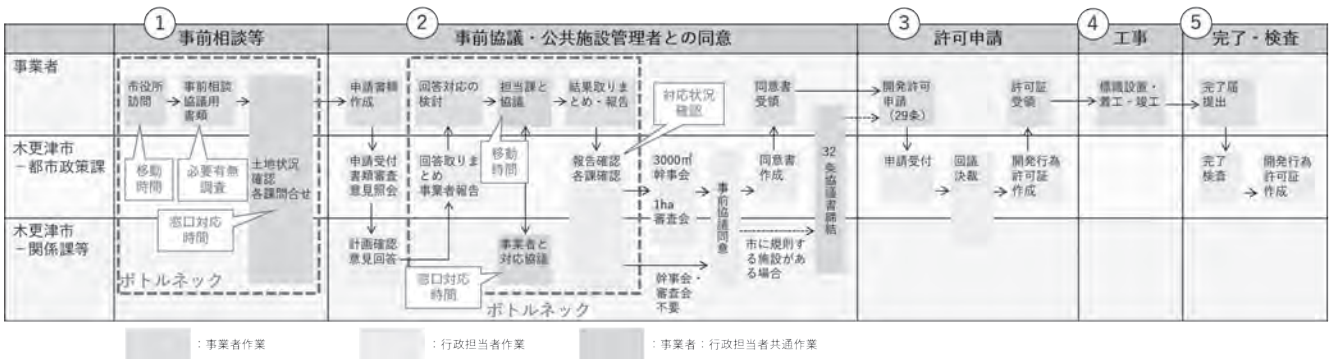 ① ② ③ ④ ⑤
事前相談等
事前協議・公共施設管理者との同意
許可申請
工事
完了・検査
事業者
市役所
訪問
事前相談
協議用
書類
申請書類
作成
回答対応の
検討
担当課と
協議
結果取りま
とめ・報告
対応状況
確認
同意書
受領
開発許可
申請
（29条）
許可証
受領
標識設置・
着工・竣工
完了届
提出
木更津市
－都市政策課
移動
時間
必要有無
調査
土地状況
確認
各課問合せ
申請受付
書類審査
意見照会
回答取りま
とめ
事業者報告
移動
時間
報告確認
各課確認
3000㎡
幹事会
1ha
審査会
事前協議同意
同意書
作成
32条協議書締結
申請受付
回議
決裁
開発行為
許可証
作成
完了
検査
開発行為
許可証
作成
木更津市
－関係課等
窓口対応
時間
ボトルネック
計画確認
意見回答
窓口対応
時間
事業者と
対応協議
ボトルネック
幹事会・
審査会
不要
市に規則す
る施設があ
る場合
：事業者作業
：行政担当者作業
：事業者：行政担当者共通作業